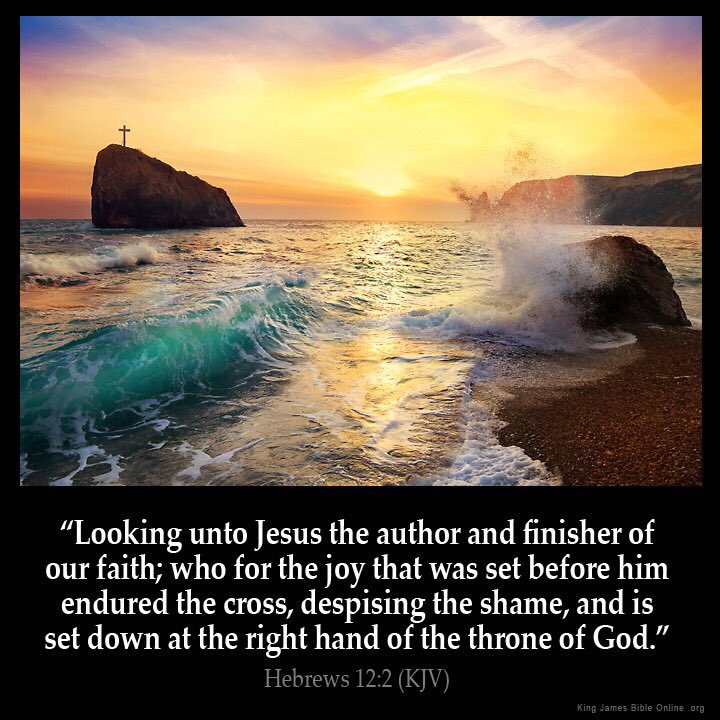 “Looking unto Jesus the author and finisher of
our faith; who for the joy that was set before him
endured the cross, despising the shame, and is
set down at the right hand of the throne of God.”
Hebrews 12:2 (KJV)
King James Bible Online .org